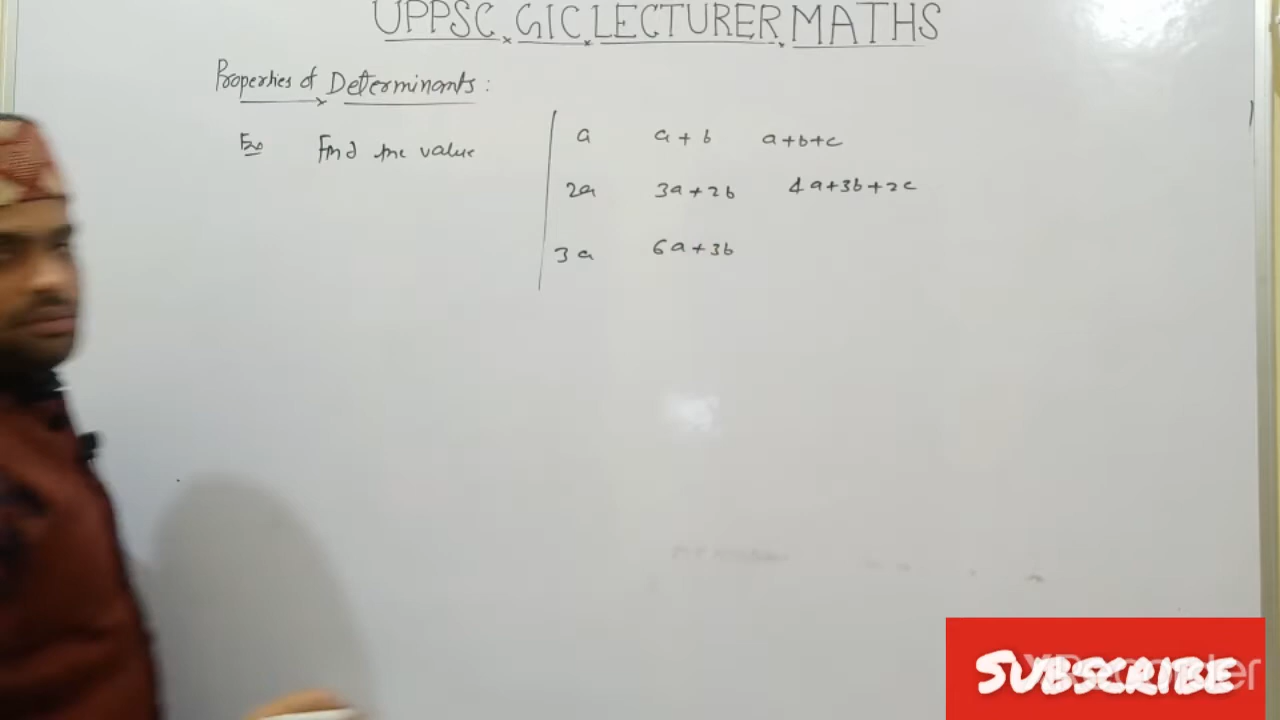 UPPSC GIC LECTURER MATHS
Properties of Determinants :
Ex. Find the value
a a + b a+b+c
2a 3a + 2b 4a+3b+2c
3a 6a + 3b
SUBSCRIBE